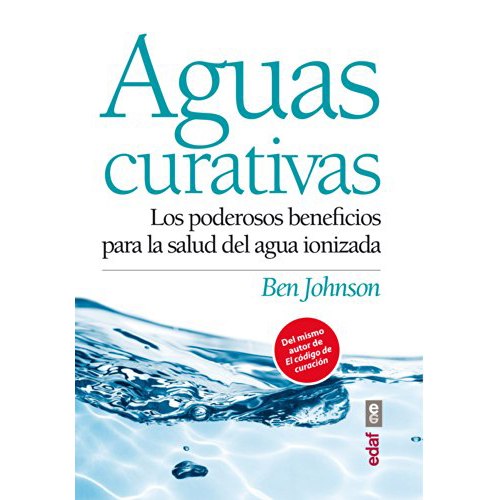 Aguas
curativas
Los poderosos beneficios
para la salud del agua ionizada
Ben Johnson
Del mismo
autor de
El código de
curación
edaf